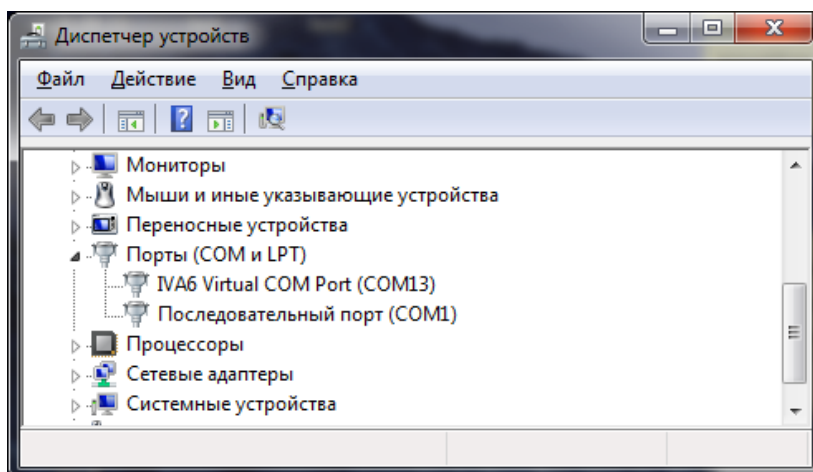 Диспетчер устройств
Файл Действие Вид Справка
Мониторы
Мыши и иные указывающие устройства
Переносные устройства
Порты (COM и LPT)
IVA6 Virtual COM Port (COM13)
Последовательный порт (COM1)
Процессоры
Сетевые адаптеры
Системные устройства